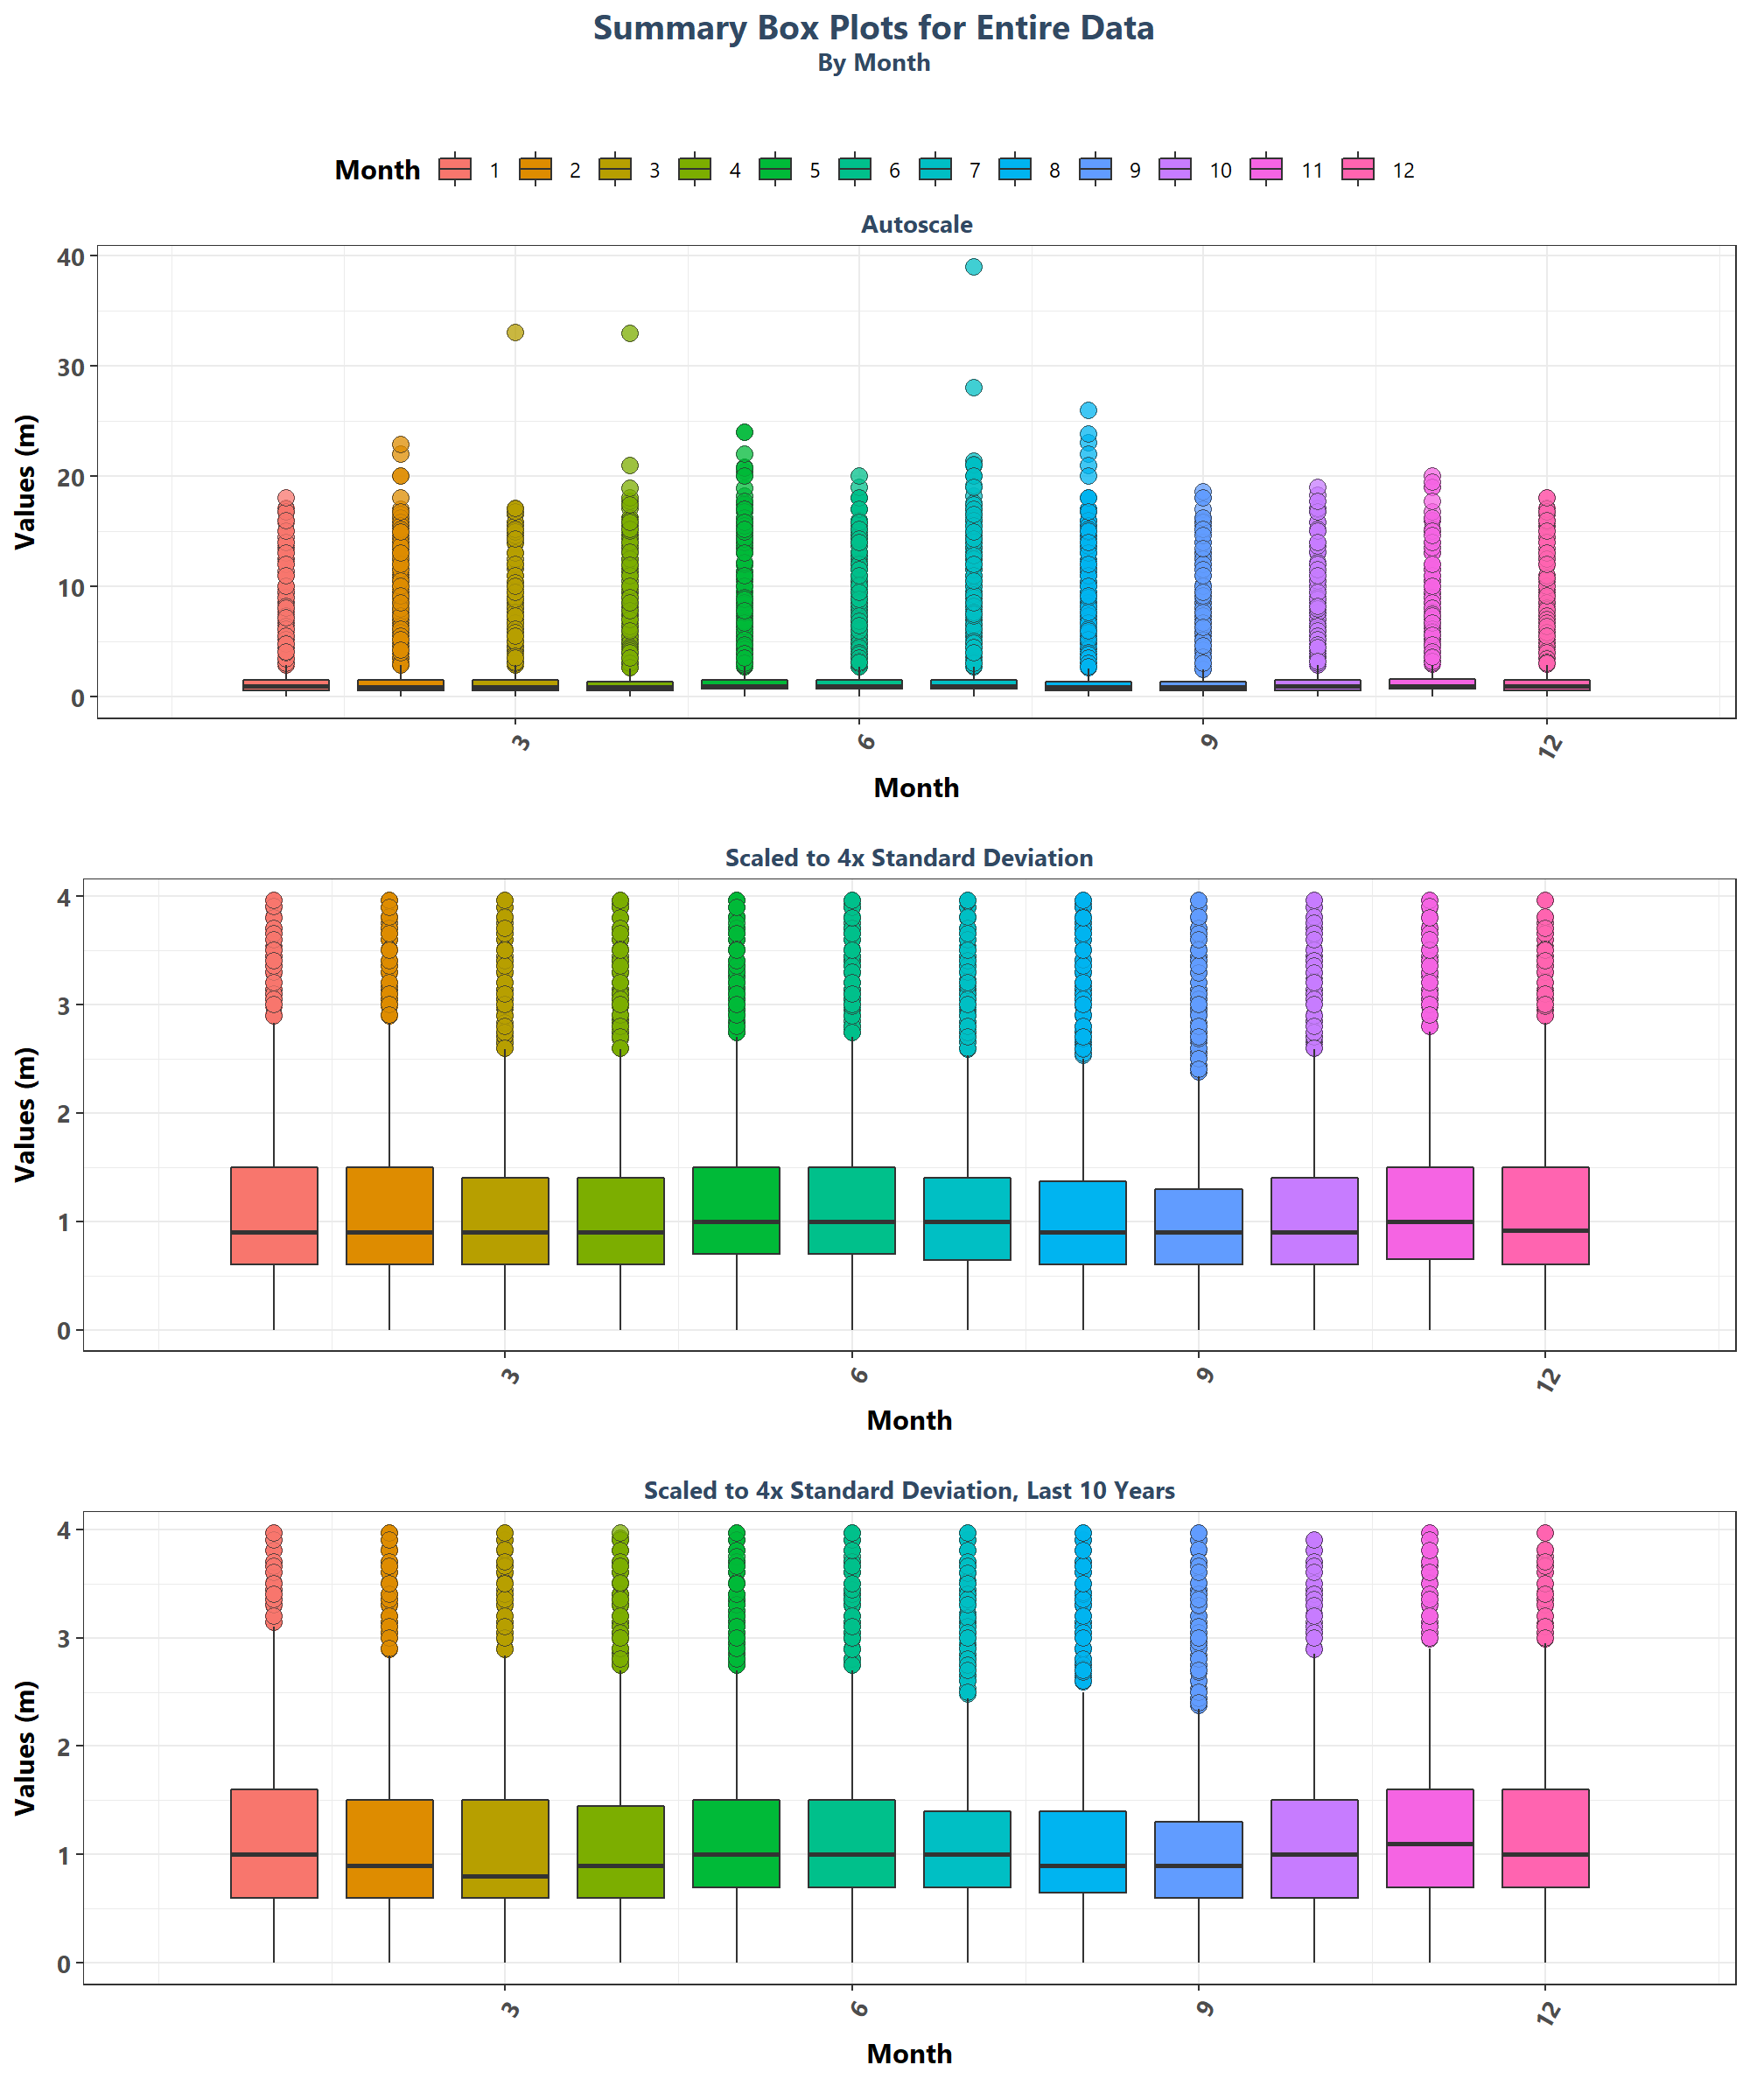 Summary Box Plots for Entire Data
By Month
Month 1 2 3 4 5 6 7 8 9 10 11 12
Autoscale
Values (m)
40
30
20
10
0
3 6 9 12
Month
Scaled to 4x Standard Deviation
Values (m)
4
3
2
1
0
3 6 9 12
Month
Scaled to 4x Standard Deviation, Last 10 Years
Values (m)
4
3
2
1
0
3 6 9 12
Month